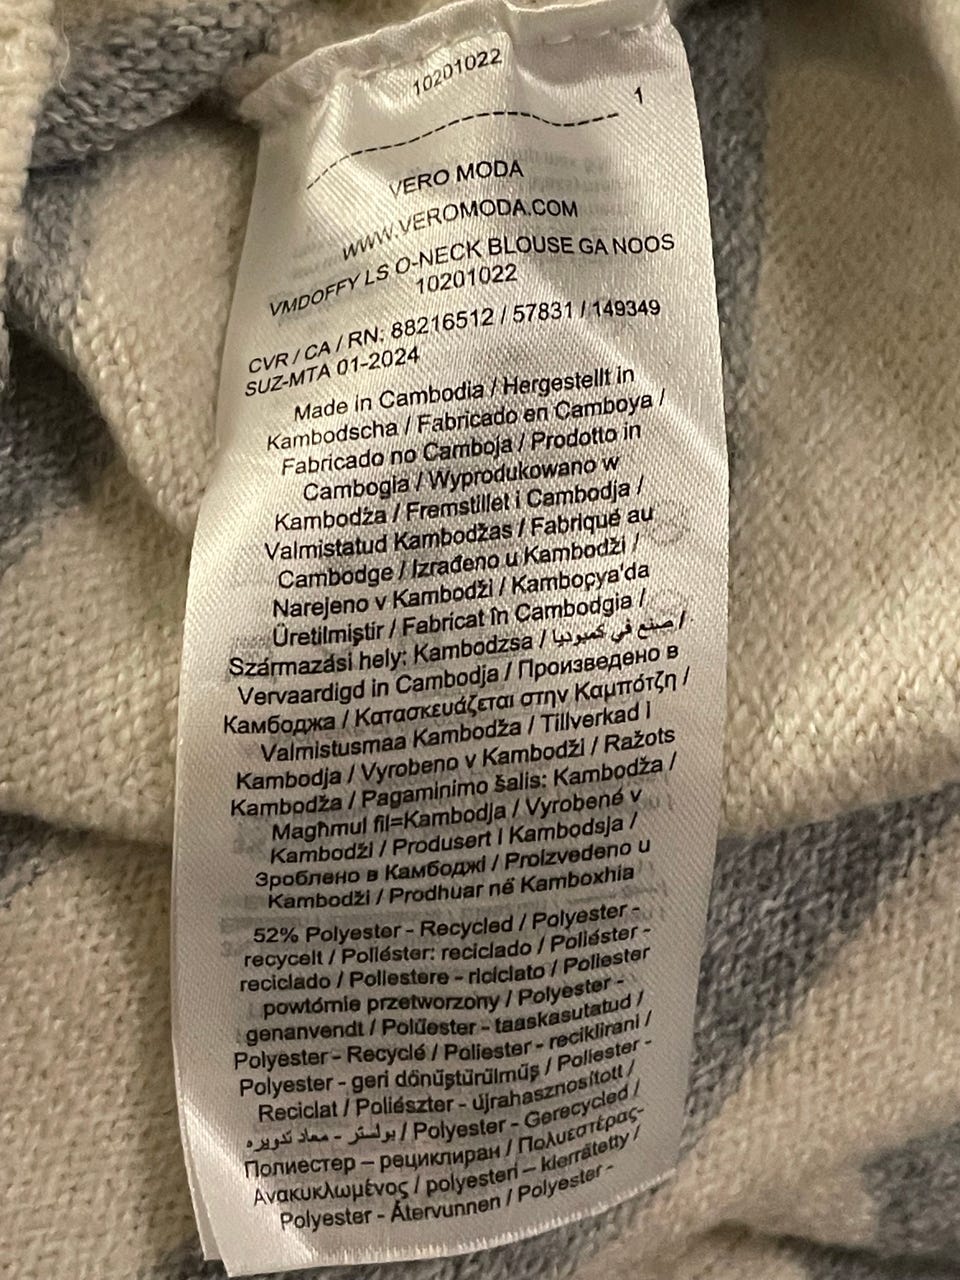 10201022
1
VERO MODA
WWW.VEROMODA.COM
VMDOFFY LS O-NECK BLOUSE GA NOOS
10201022
CVR / CA / RN: 88216512 / 57831 / 149349
SUZ-MTA 01-2024
Made in Cambodia / Hergestellt in
Kambodscha / Fabricado en Camboya /
Fabricado no Camboja / Prodotto in
Cambogia / Wyprodukowano w
Kambodża / Fremstillet i Cambodja /
Valmistatud Kambodžas / Fabriqué au
Cambodge / Izrađeno u Kambodži /
Narejeno v Kambodži / Kamboçya'da
Üretilmiştir / Fabricat în Cambodgia /
Származási hely: Kambodzsa / صنع في كمبوديا /
Vervaardigd in Cambodja / Произведено в
Камбоджа / Κατασκευάζεται στην Καμπότζη /
Valmistusmaa Kambodža / Tillverkad i
Kambodja / Vyrobeno v Kambodži / Ražots
Kambodža / Pagaminimo šalis: Kambodža /
Magħmul fil=Kambodja / Vyrobené v
Kambodži / Produsert i Kambodsja /
Зроблено в Камбоджі / Proizvedeno u
Kambodži / Prodhuar në Kamboxhia
52% Polyester - Recycled / Polyester -
recycelt / Poliéster: reciclado / Poliéster -
reciclado / Poliestere - riciclato / Poliester
powtórnie przetworzony / Polyester -
genanvendt / Polüester - taaskasutatud /
Polyester - Recyclé / Poliester - reciklirani /
Polyester - geri dönüştürülmüş / Poliester -
Reciclat / Poliészter - újrahasznosított /
بولستر - معاد تدويره / Polyester - Gerecycled /
Полиестер – рециклиран / Πολυεστέρας-
Ανακυκλωμένος / polyesteri – kierrätetty /
Polyester - Återvunnen / Polyester -